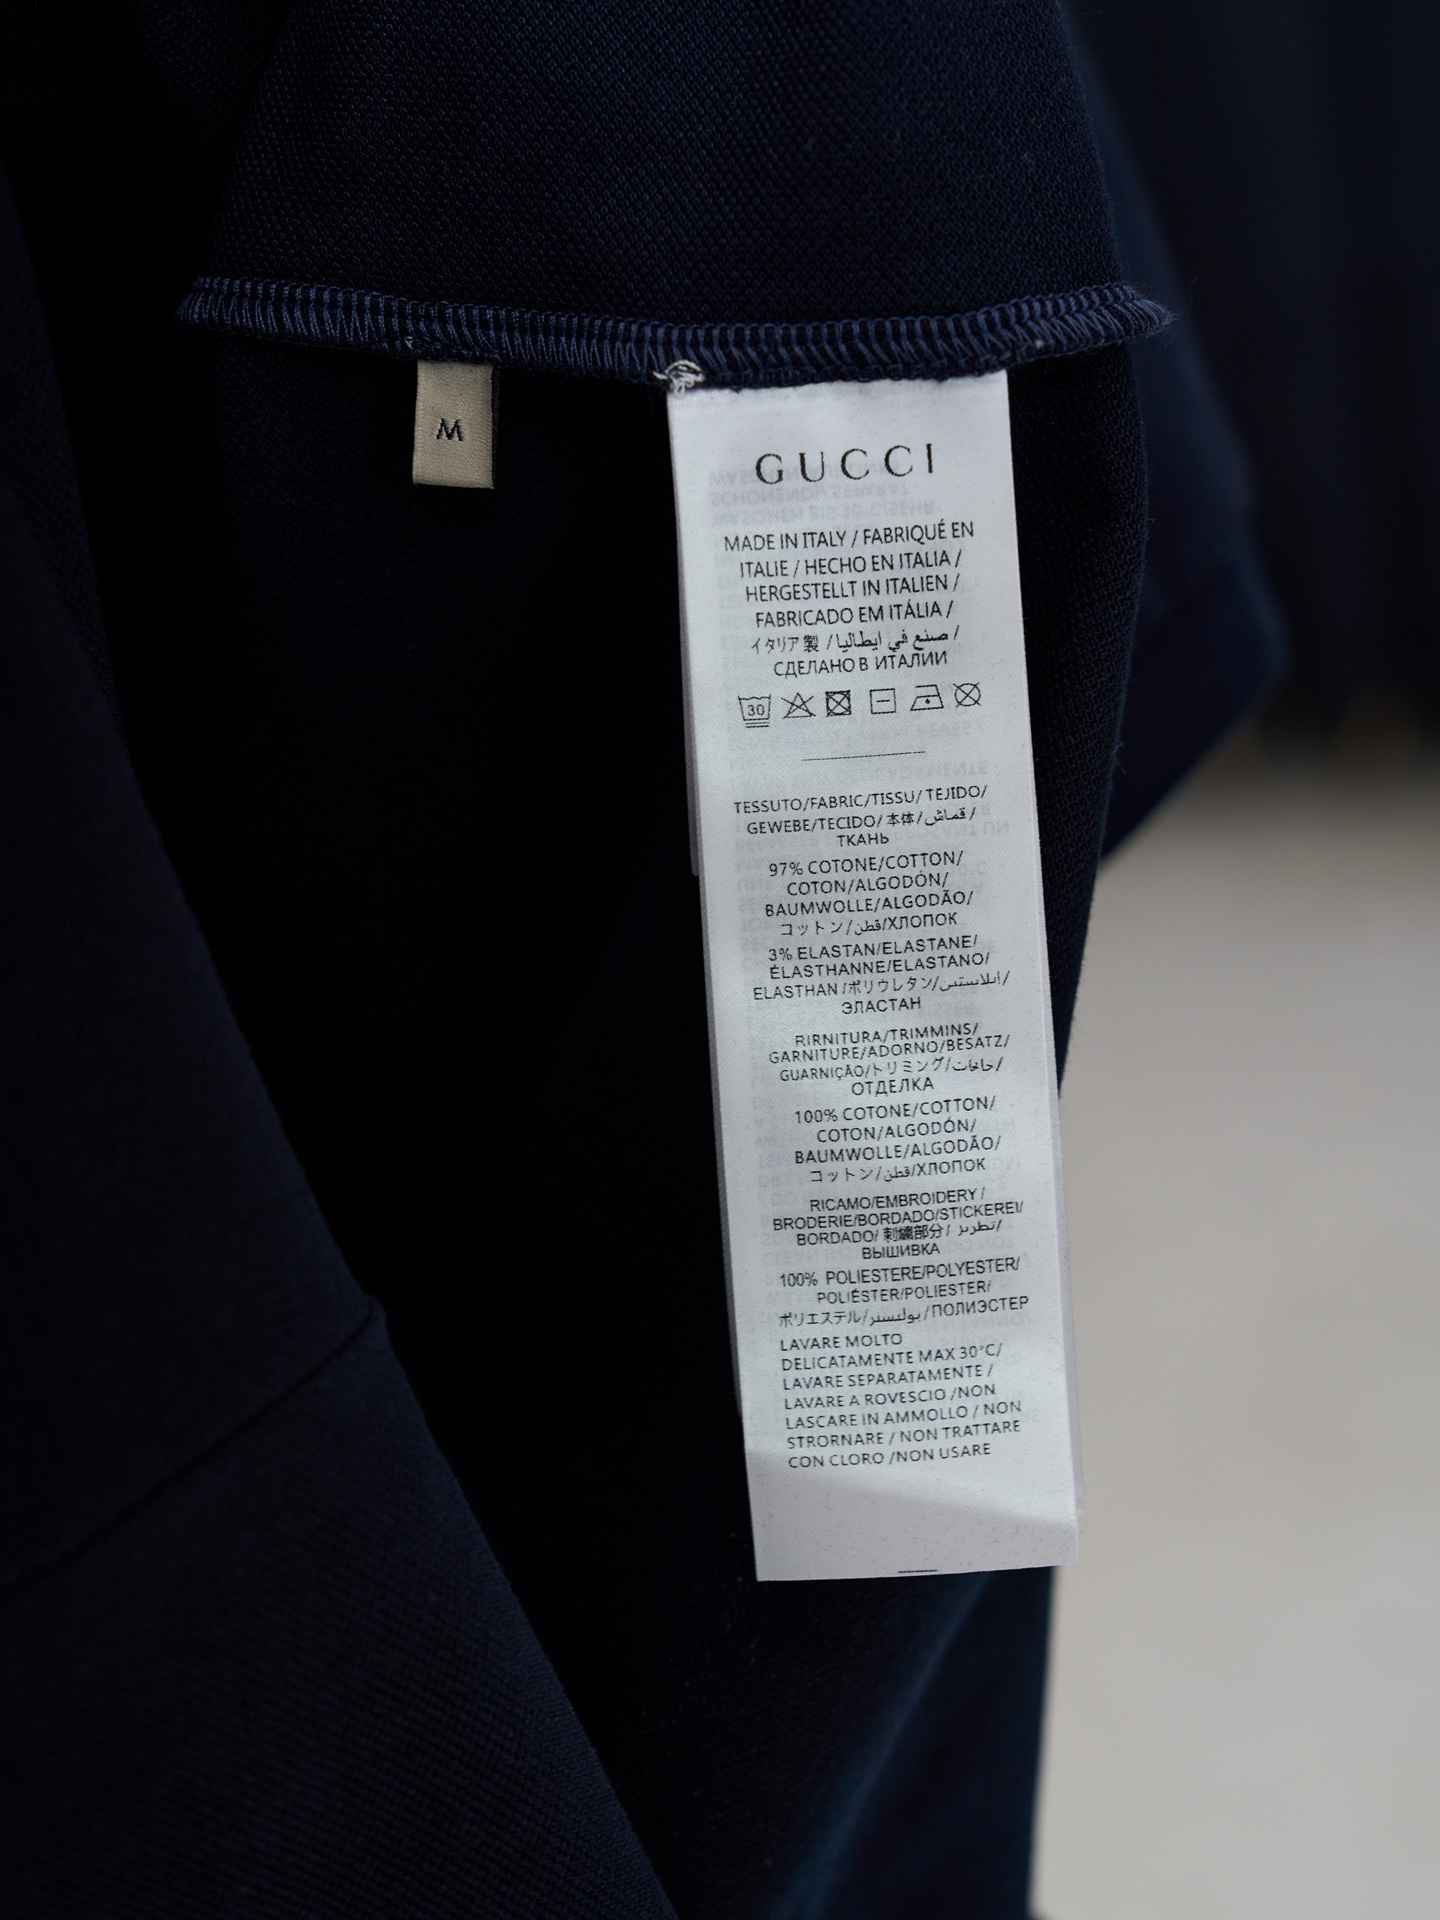 M
GUCCI
MADE IN ITALY / FABRIQUÉ EN
ITALIE / HECHO EN ITALIA /
HERGESTELLT IN ITALIEN /
FABRICADO EM ITÁLIA /
イタリア製 / صنع في ايطاليا /
СДЕЛАНО В ИТАЛИИ
30
TESSUTO/FABRIC/TISSU/ TEJIDO/
GEWEBE/TECIDO/ 本体/قماش/
ТКАНЬ
97% COTONE/COTTON/
COTON/ALGODÓN/
BAUMWOLLE/ALGODÃO/
コットン/قطن/ХЛОПОК
3% ELASTAN/ELASTANE/
ÉLASTHANNE/ELASTANO/
ELASTHAN /ポリウレタン/ايلاستين/
ЭЛАСТАН
RIRNITURA/TRIMMINS/
GARNITURE/ADORNO/BESATZ/
GUARNIÇÃO/トリミング/حافات/
ОТДЕЛКА
100% COTONE/COTTON/
COTON/ALGODÓN/
BAUMWOLLE/ALGODÃO/
コットン/قطن/ХЛОПОК
RICAMO/EMBROIDERY /
BRODERIE/BORDADO/STICKEREI/
BORDADO/ 刺繍部分/ تطريز /
ВЫШИВКА
100% POLIESTERE/POLYESTER/
POLIÉSTER/POLIESTER/
ポリエステル/بوليستر/ПОЛИЭСТЕР
LAVARE MOLTO
DELICATAMENTE MAX 30°C/
LAVARE SEPARATAMENTE /
LAVARE A ROVESCIO /NON
LASCARE IN AMMOLLO / NON
STRORNARE / NON TRATTARE
CON CLORO /NON USARE